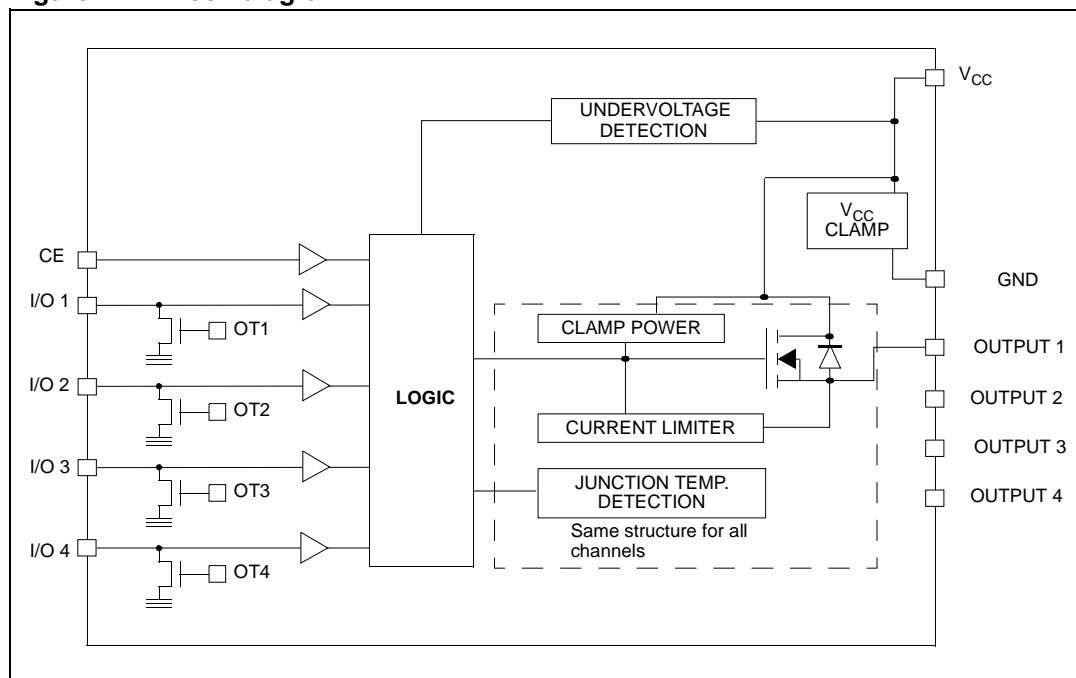 UNDERVOLTAGE
DETECTION
VCC
VCC
CLAMP
CE
GND
I/O 1
OT1
CLAMP POWER
OUTPUT 1
I/O 2
OT2
LOGIC
OUTPUT 2
CURRENT LIMITER
I/O 3
OT3
OUTPUT 3
JUNCTION TEMP.
DETECTION
OUTPUT 4
Same structure for all
channels
I/O 4
OT4